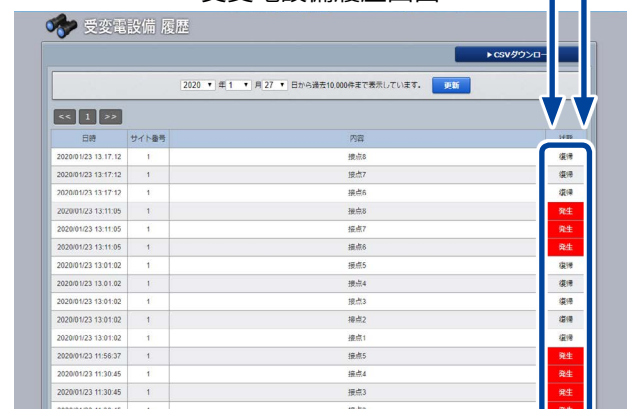 受変電設備 履歴
▶CSVダウンロー
2020 年 1 月 27 日から過去10,000件まで表示しています。 更新
<< 1 >>
日時 サイト番号 内容 状態
2020/01/23 13:17:12 1 接点8 復帰
2020/01/23 13:17:12 1 接点7 復帰
2020/01/23 13:17:12 1 接点6 復帰
2020/01/23 13:11:05 1 接点8 発生
2020/01/23 13:11:05 1 接点7 発生
2020/01/23 13:11:05 1 接点6 発生
2020/01/23 13:01:02 1 接点5 復帰
2020/01/23 13:01:02 1 接点4 復帰
2020/01/23 13:01:02 1 接点3 復帰
2020/01/23 13:01:02 1 接点2 復帰
2020/01/23 13:01:02 1 接点1 復帰
2020/01/23 11:56:37 1 接点5 発生
2020/01/23 11:30:45 1 接点4 発生
2020/01/23 11:30:45 1 接点3 発生